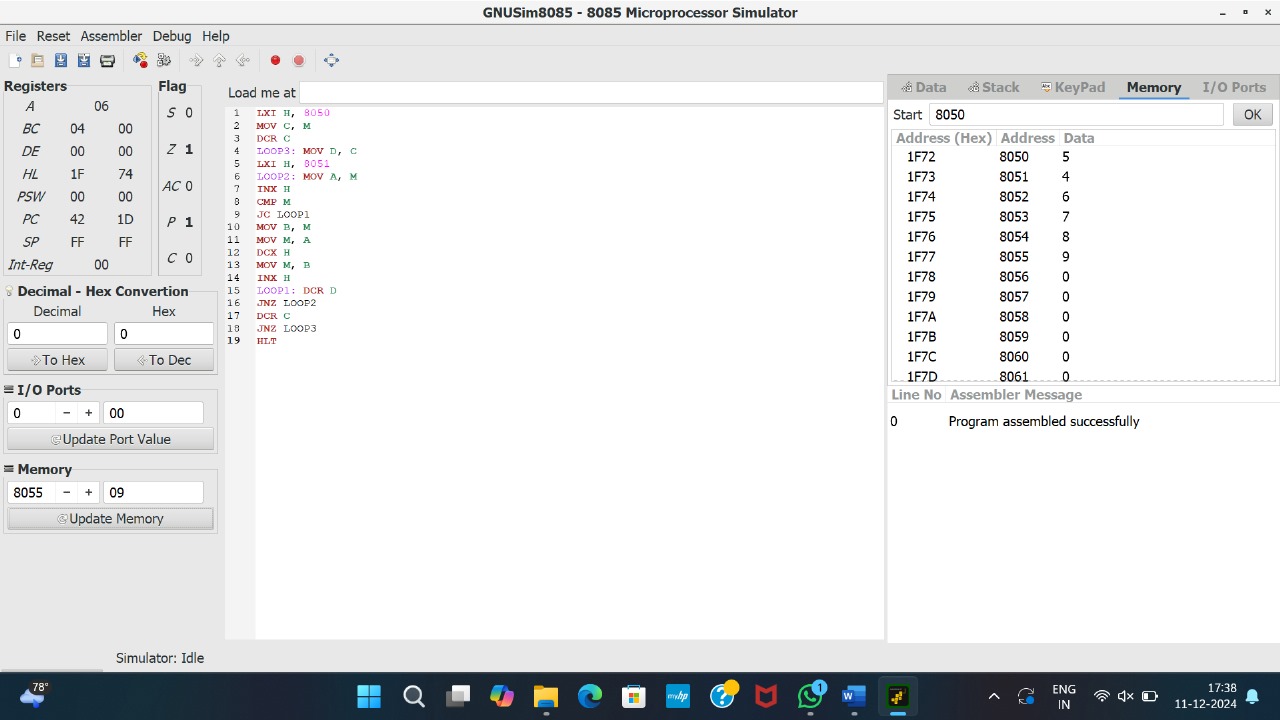 GNUSim8085 - 8085 Microprocessor Simulator
File Reset Assembler Debug Help
Registers
A 06
BC 04 00
DE 00 00
HL 1F 74
PSW 00 00
PC 42 1D
SP FF FF
Int-Reg 00
Flag
S 0
Z 1
AC 0
P 1
C 0
Decimal - Hex Convertion
Decimal Hex
0 0
To Hex To Dec
I/O Ports
0 − + 00
Update Port Value
Memory
8055 − + 09
Update Memory
Load me at
1 LXI H, 8050
2 MOV C, M
3 DCR C
4 LOOP3: MOV D, C
5 LXI H, 8051
6 LOOP2: MOV A, M
7 INX H
8 CMP M
9 JC LOOP1
10 MOV B, M
11 MOV M, A
12 DCX H
13 MOV M, B
14 INX H
15 LOOP1: DCR D
16 JNZ LOOP2
17 DCR C
18 JNZ LOOP3
19 HLT
Data Stack KeyPad Memory I/O Ports
Start 8050 OK
Address (Hex) Address Data
1F72 8050 5
1F73 8051 4
1F74 8052 6
1F75 8053 7
1F76 8054 8
1F77 8055 9
1F78 8056 0
1F79 8057 0
1F7A 8058 0
1F7B 8059 0
1F7C 8060 0
1F7D 8061 0
Line No Assembler Message
0 Program assembled successfully
Simulator: Idle
78°
myhp
1
ENG
IN
17:38
11-12-2024